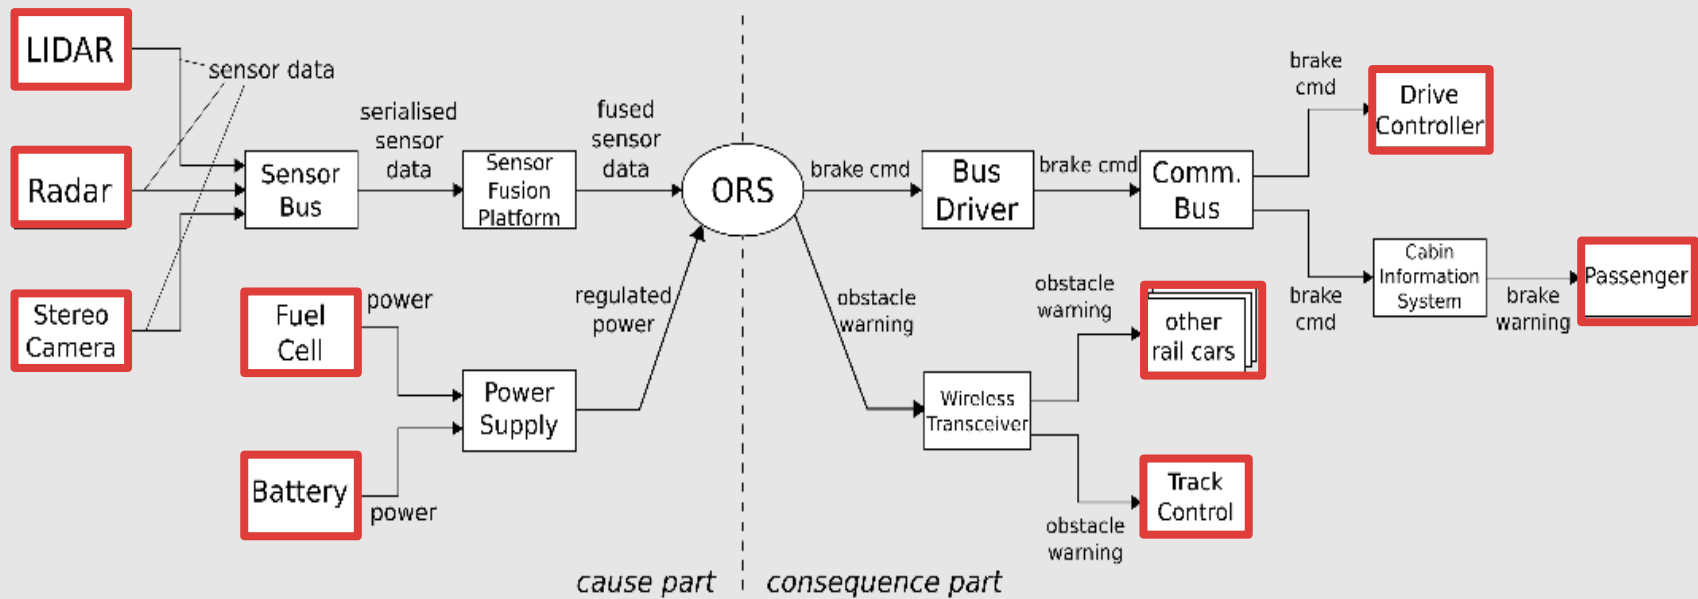 LIDAR
sensor data
Radar
Stereo
Camera
Sensor
Bus
serialised
sensor
data
Sensor
Fusion
Platform
fused
sensor
data
Fuel
Cell
power
Battery
power
Power
Supply
regulated
power
ORS
cause part
consequence part
brake cmd
Bus
Driver
brake cmd
Comm.
Bus
brake
cmd
Drive
Controller
brake
cmd
Cabin
Information
System
brake
warning
Passenger
obstacle
warning
Wireless
Transceiver
obstacle
warning
other
rail cars
obstacle
warning
Track
Control